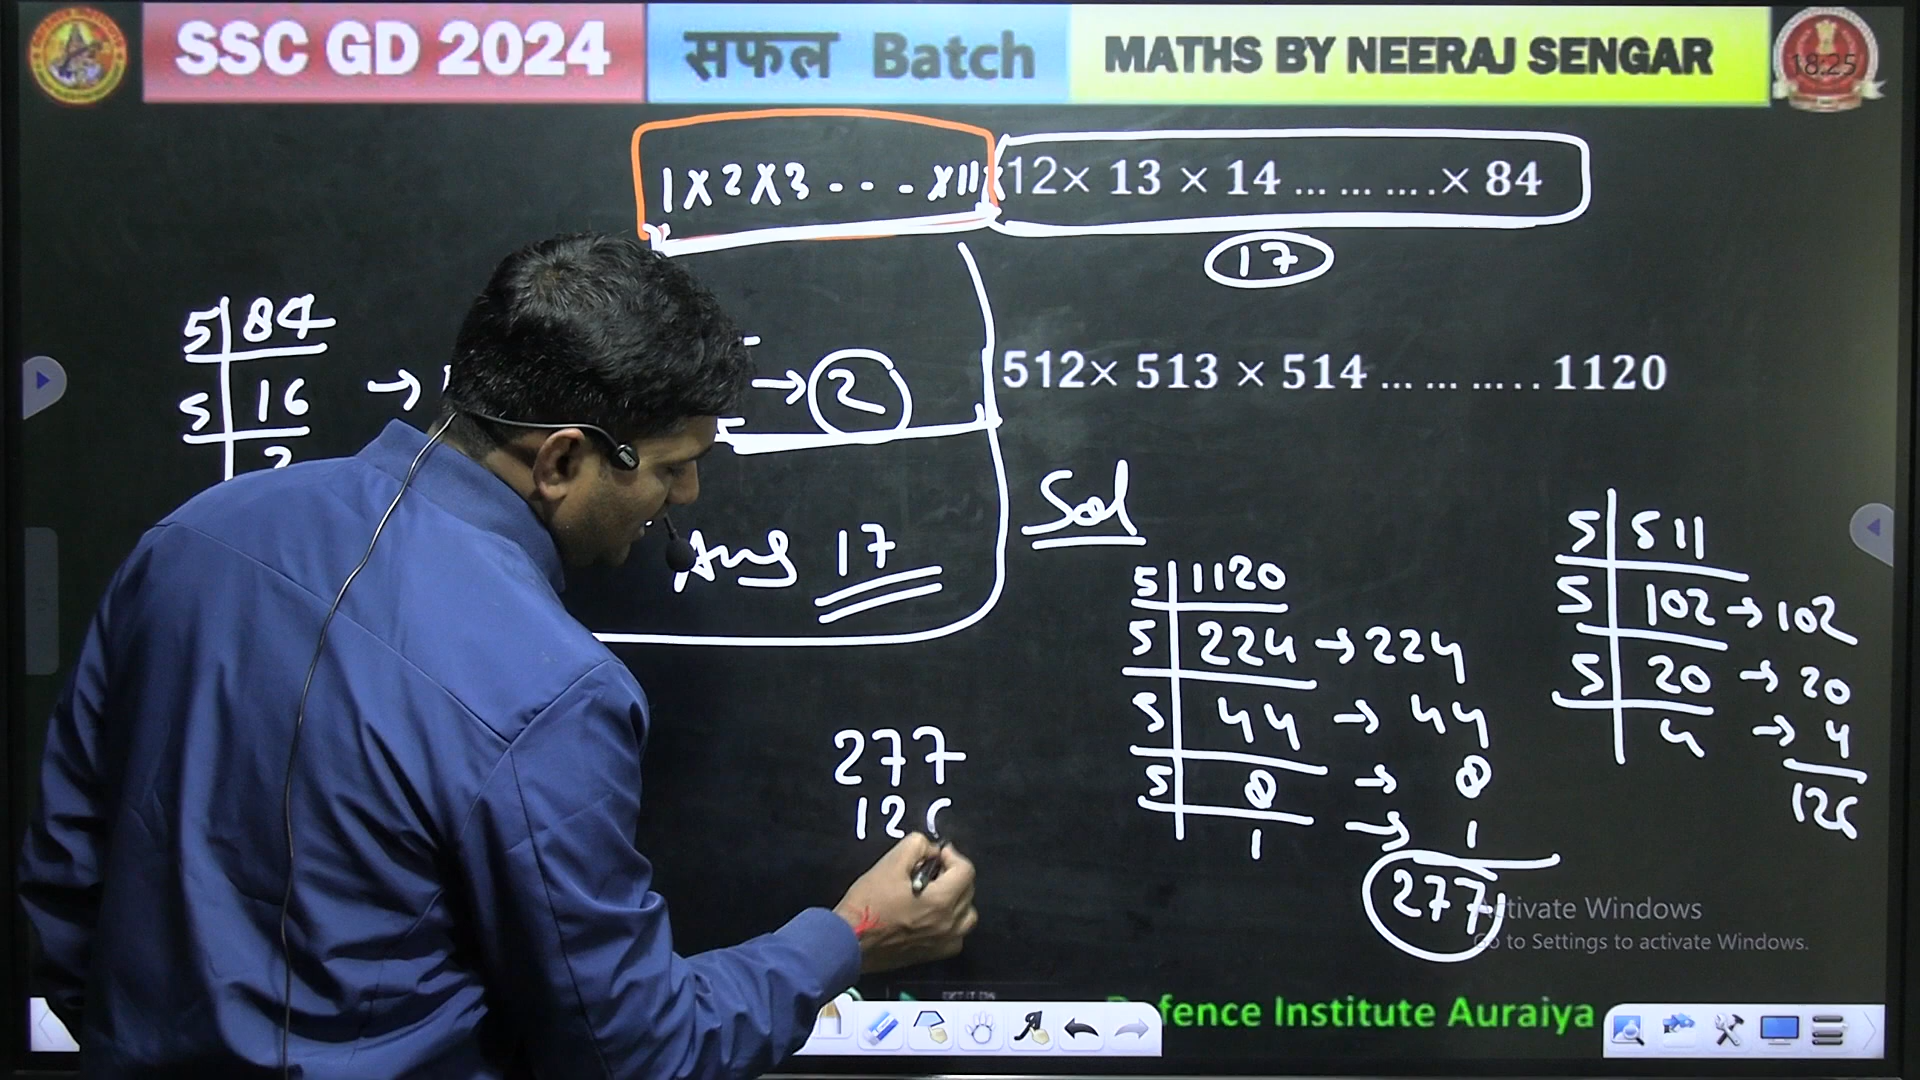 SSC GD 2024
सफल Batch
MATHS BY NEERAJ SENGAR
18:25
1×2×3 - - - ×11×12× 13 × 14 ... ... ... .× 84
17
5 84
5 16 →
→ 2
Ans 17
512× 513 × 514 ... ... ... . . 1120
Sol
5 1120
5 224 → 224
5 44 → 44
5 8 → 8
1 → 1
277
5 511
5 102 → 102
5 20 → 20
4 → 4
126
277
12
Activate Windows
Go to Settings to activate Windows.
fence Institute Auraiya